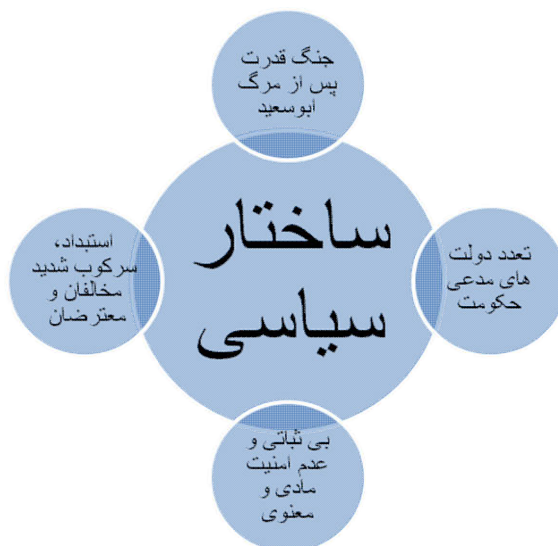 جنگ قدرت
پس از مرگ
ابوسعید
ساختار
سیاسی
تعدد دولت
های مدعی
حکومت
بی ثباتی و
عدم امنیت
مادی و
معنوی
استبداد،
سرکوب شدید
مخالفان و
معترضان